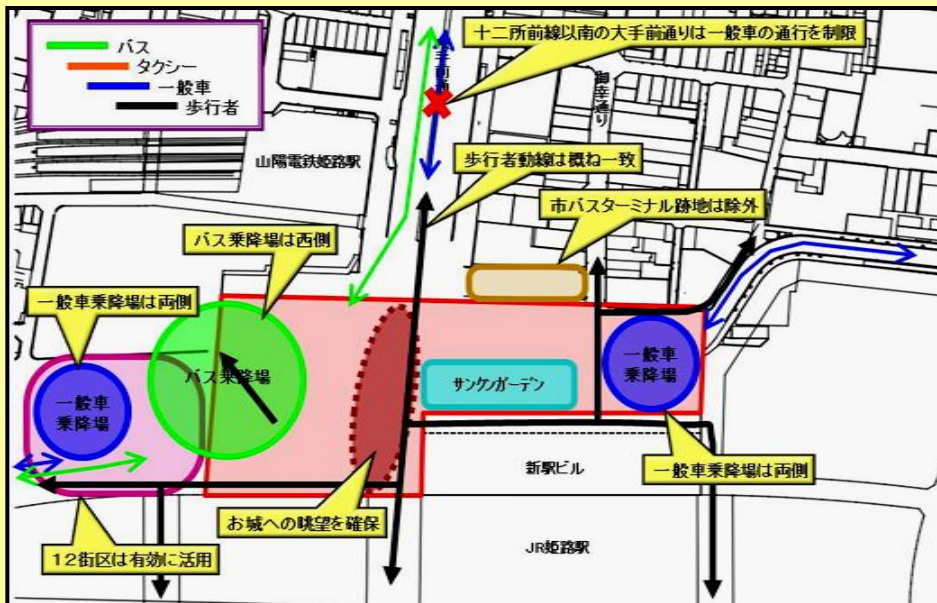 バス
タクシー
一般車
歩行者
十二所前線以南の大手前通りは一般車の通行を制限
手前通
御幸通り
山陽電鉄姫路駅
歩行者動線は概ね一致
市バスターミナル跡地は除外
バス乗降場は西側
一般車乗降場は両側
バス乗降場
一般車
乗降場
サンケンガーデン
一般車
乗降場
新駅ビル
一般車乗降場は両側
お城への眺望を確保
12街区は有効に活用
JR姫路駅